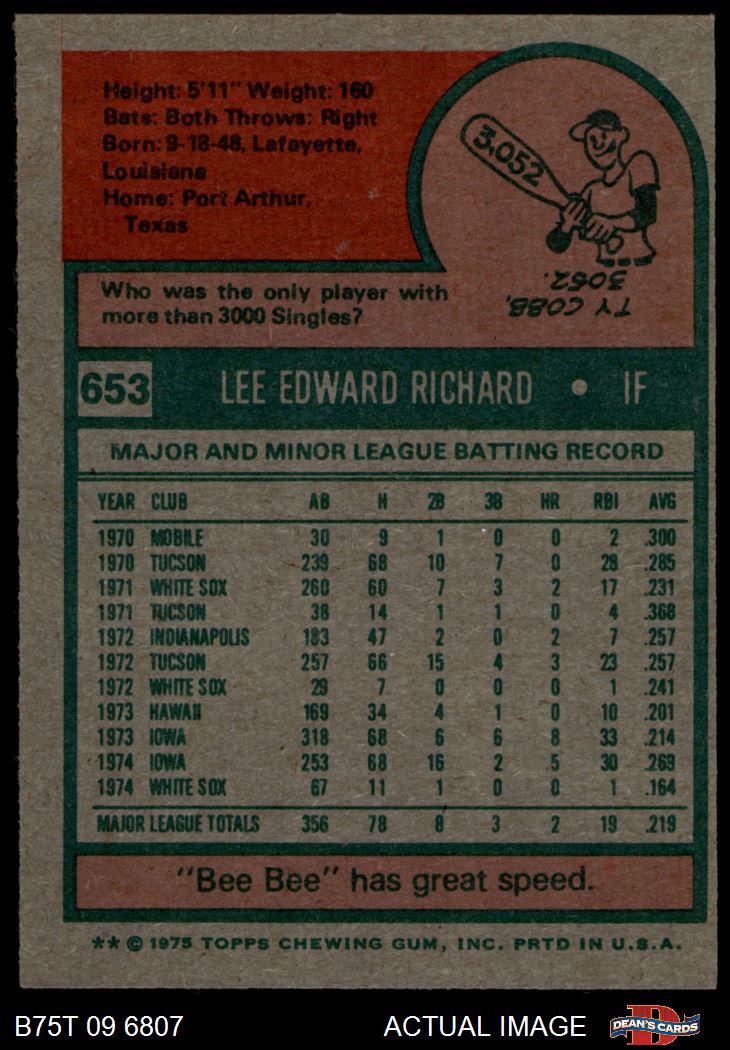 Height: 5'11" Weight: 160
Bats: Both Throws: Right
Born: 9-18-48, Lafayette,
Louisiana
Home: Port Arthur,
Texas
3,052
Who was the only player with
more than 3000 Singles?
TY COBB,
3052.
653 LEE EDWARD RICHARD • IF
MAJOR AND MINOR LEAGUE BATTING RECORD
YEAR CLUB AB H 2B 3B HR RBI AVG
1970 MOBILE 30 9 1 0 0 2 .300
1970 TUCSON 239 68 10 7 0 28 .285
1971 WHITE SOX 260 60 7 3 2 17 .231
1971 TUCSON 38 14 1 1 0 4 .368
1972 INDIANAPOLIS 183 47 2 0 2 7 .257
1972 TUCSON 257 66 15 4 3 23 .257
1972 WHITE SOX 29 7 0 0 0 1 .241
1973 HAWAII 169 34 4 1 0 10 .201
1973 IOWA 318 68 6 6 8 33 .214
1974 IOWA 253 68 16 2 5 30 .269
1974 WHITE SOX 67 11 1 0 0 1 .164
MAJOR LEAGUE TOTALS 356 78 8 3 2 19 .219
"Bee Bee" has great speed.
** © 1975 TOPPS CHEWING GUM, INC. PRTD IN U.S.A.
B75T 09 6807 ACTUAL IMAGE DEAN'S CARDS